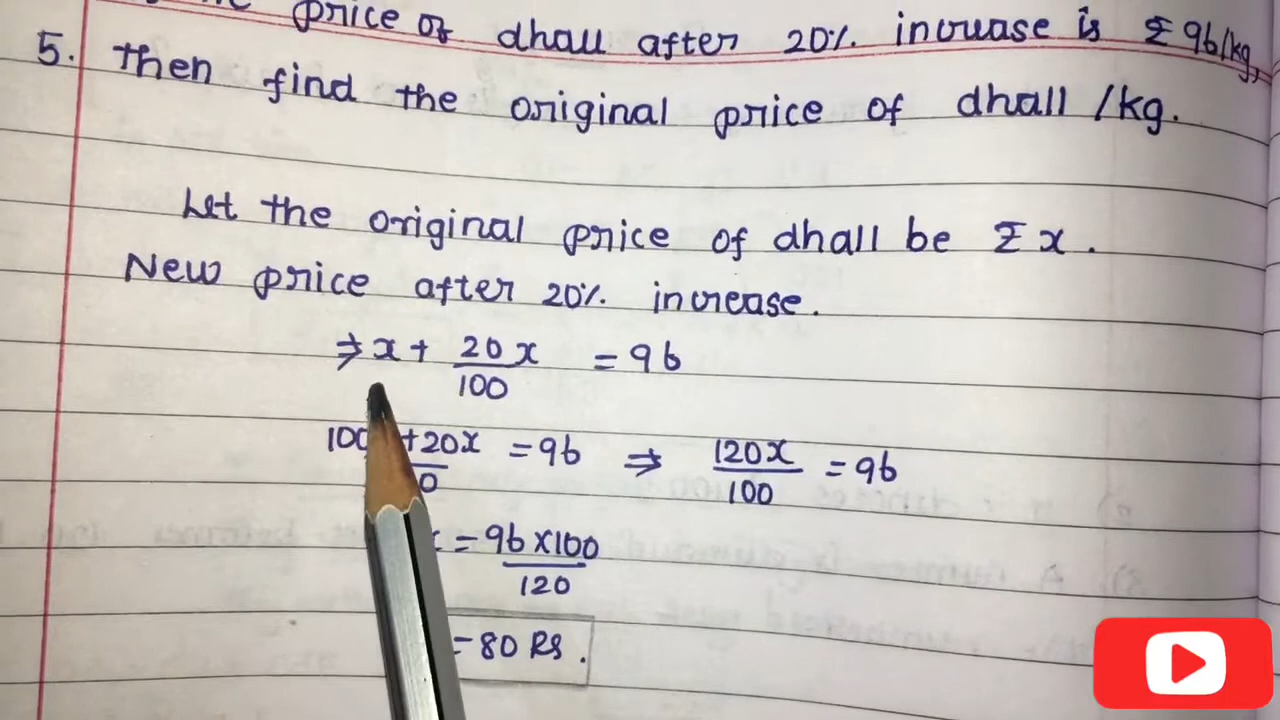 price of dhall after 20% increase is ₹ 96/kg,
5. then find the original price of dhall /kg.
Let the original price of dhall be ₹ x.
New price after 20% increase.
⇒ x + 20x/100 = 96
100 +20x/0 = 96 ⇒ 120x/100 = 96
= 96×100/120
= 80 Rs.